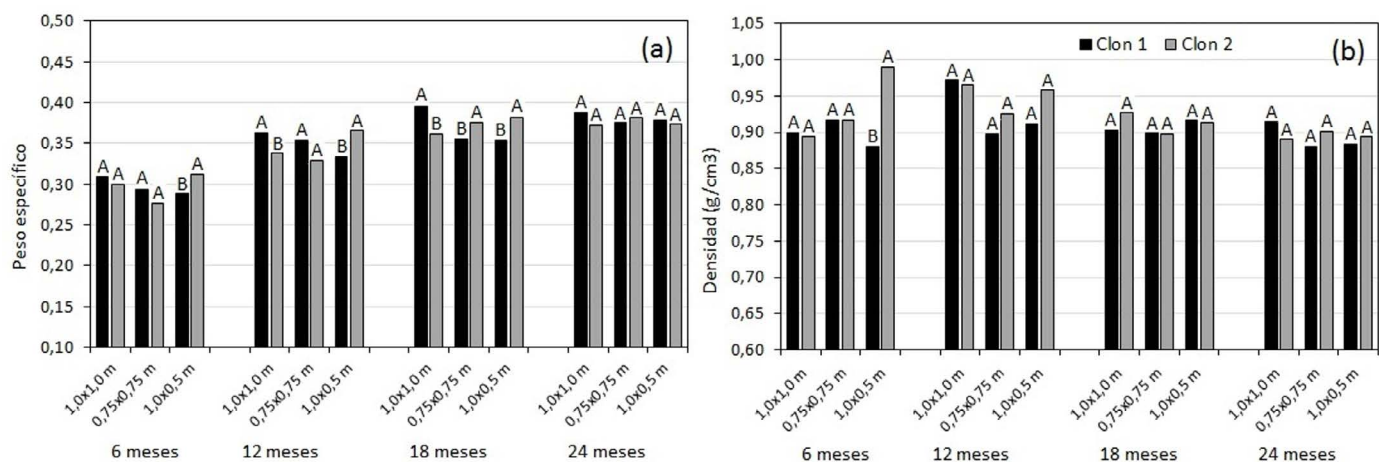 (a)
Peso específico
0,50
0,45
0,40
0,35
0,30
0,25
0,20
0,15
0,10
A A A A B A
A B A A B A
A B B A B A
A A A A A A
1,0x1,0 m 0,75x0,75 m 1,0x0,5 m 1,0x1,0 m 0,75x0,75 m 1,0x0,5 m 1,0x1,0 m 0,75x0,75 m 1,0x0,5 m 1,0x1,0 m 0,75x0,75 m 1,0x0,5 m
6 meses 12 meses 18 meses 24 meses
(b)
Clon 1 Clon 2
Densidad (g/cm3)
1,05
1,00
0,95
0,90
0,85
0,80
0,75
0,70
0,65
0,60
A A A A B A
A A A A A A
A A A A A A
A A A A A A
1,0x1,0 m 0,75x0,75 m 1,0x0,5 m 1,0x1,0 m 0,75x0,75 m 1,0x0,5 m 1,0x1,0 m 0,75x0,75 m 1,0x0,5 m 1,0x1,0 m 0,75x0,75 m 1,0x0,5 m
6 meses 12 meses 18 meses 24 meses